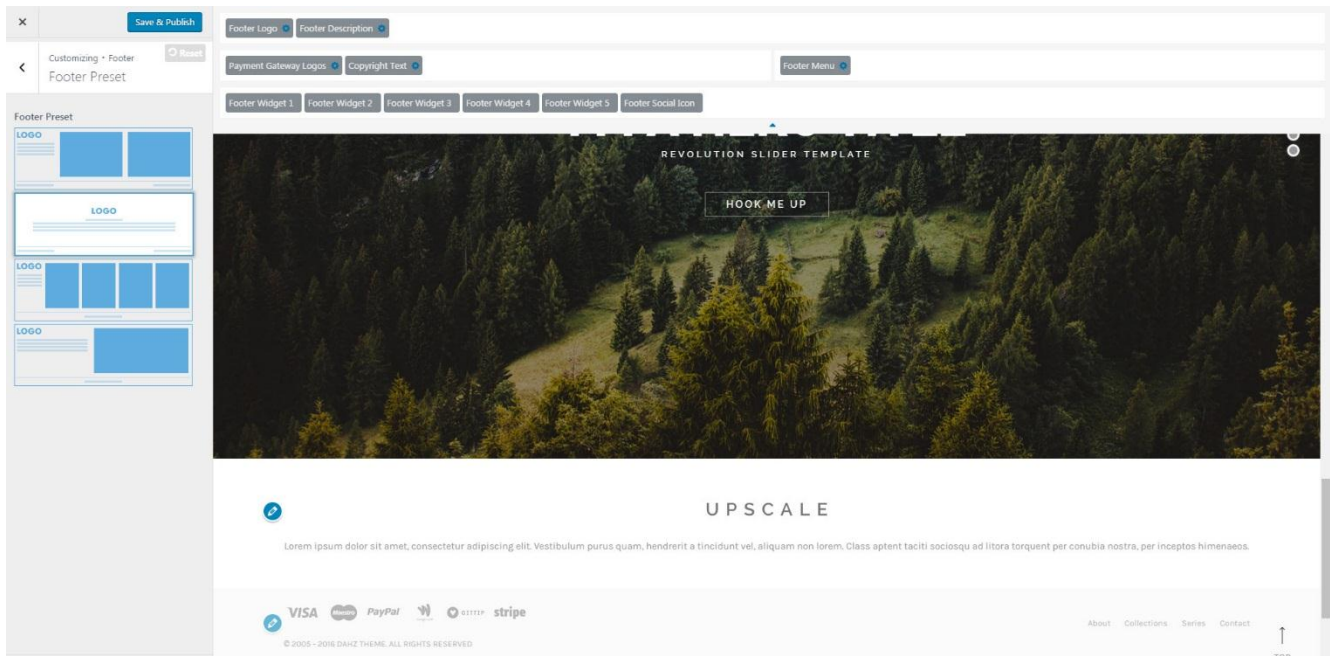 × Save & Publish
Customizing • Footer Reset
Footer Preset
Footer Preset
LOGO
LOGO
LOGO
LOGO
Footer Logo Footer Description
Payment Gateway Logos Copyright Text Footer Menu
Footer Widget 1 Footer Widget 2 Footer Widget 3 Footer Widget 4 Footer Widget 5 Footer Social Icon
REVOLUTION SLIDER TEMPLATE
HOOK ME UP
UPSCALE
Lorem ipsum dolor sit amet, consectetur adipiscing elit. Vestibulum purus quam, hendrerit a tincidunt vel, aliquam non lorem. Class aptent taciti sociosqu ad litora torquent per conubia nostra, per inceptos himenaeos.
VISA Maestro PayPal GITTIP stripe
About Collections Series Contact
© 2005 - 2016 DAHZ THEME. ALL RIGHTS RESERVED